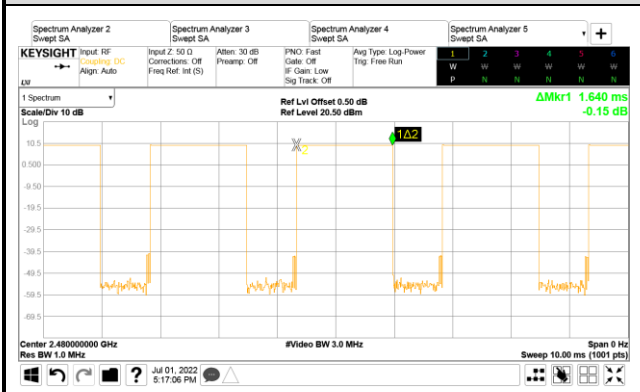 Spectrum Analyzer 2
Swept SA
Spectrum Analyzer 3
Swept SA
Spectrum Analyzer 4
Swept SA
Spectrum Analyzer 5
Swept SA
+
KEYSIGHT
Input: RF
Coupling: DC
Align: Auto
Input Z: 50 Ω
Corrections: Off
Freq Ref: Int (S)
Atten: 30 dB
Preamp: Off
PNO: Fast
Gate: Off
IF Gain: Low
Sig Track: Off
Avg Type: Log-Power
Trig: Free Run
1 2 3 4 5 6
W W W W W W
P N N N N N
1 Spectrum
Scale/Div 10 dB
Log
Ref Lvl Offset 0.50 dB
Ref Level 20.50 dBm
ΔMkr1 1.640 ms
-0.15 dB
1Δ2
2
10.5
0.500
-9.50
-19.5
-29.5
-39.5
-49.5
-59.5
-69.5
Center 2.480000000 GHz
Res BW 1.0 MHz
#Video BW 3.0 MHz
Span 0 Hz
Sweep 10.00 ms (1001 pts)
?
Jul 01, 2022
5:17:06 PM